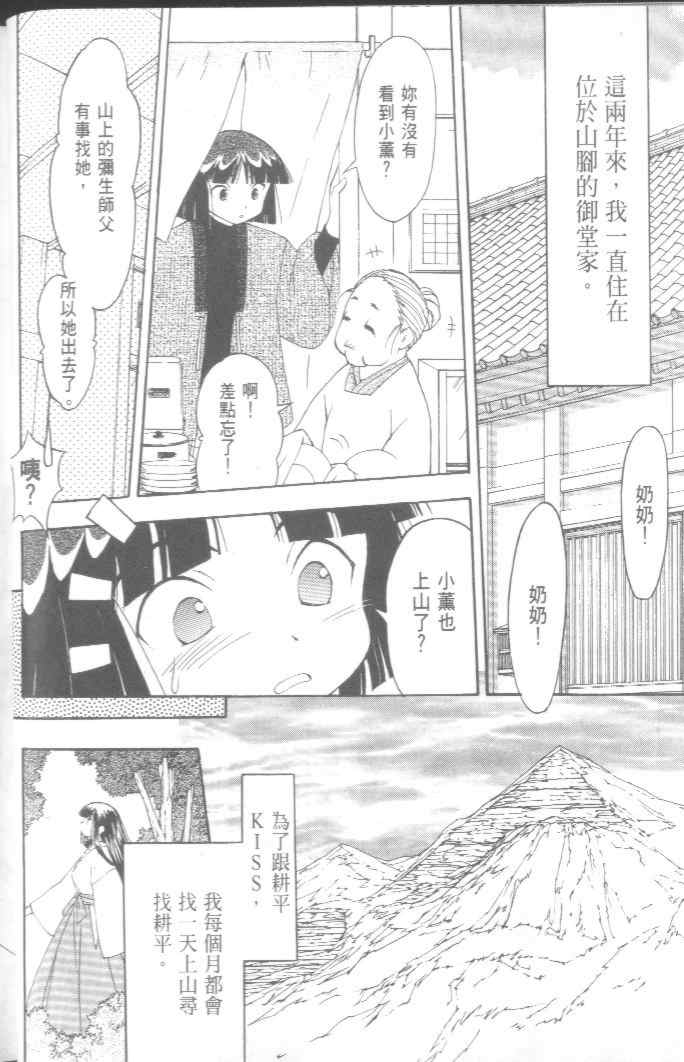 這兩年來，我一直住在
位於山腳的御堂家。
奶奶！
奶奶！
妳有沒有
看到小薰？
啊！
差點忘了！
山上的彌生師父
有事找她，
所以她出去了。
咦？
小薰也
上山了？
為了跟耕平
KISS，
我每個月都會
找一天上山尋
找耕平。